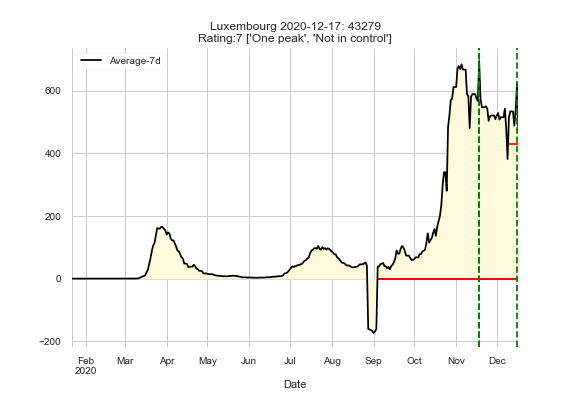 Luxembourg 2020-12-17: 43279
Rating:7 ['One peak', 'Not in control']
Average-7d
600
400
200
0
−200
Feb Mar Apr May Jun Jul Aug Sep Oct Nov Dec
2020
Date